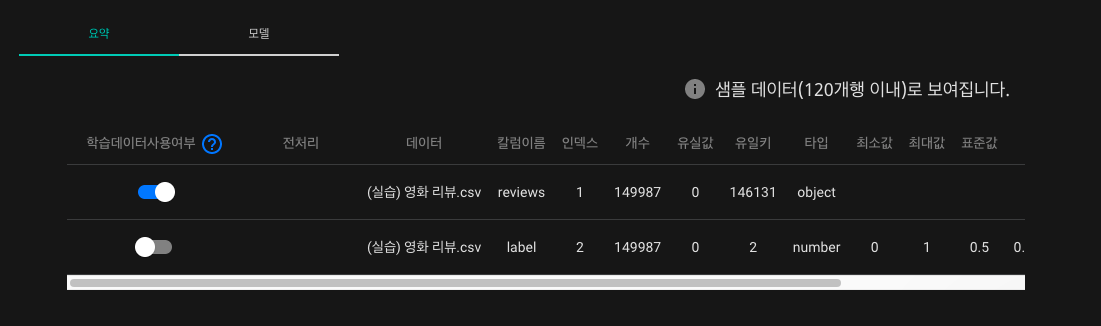 요약 모델
샘플 데이터(120개행 이내)로 보여집니다.
학습데이터사용여부 전처리 데이터 칼럼이름 인덱스 개수 유실값 유일키 타입 최소값 최대값 표준값
(실습) 영화 리뷰.csv reviews 1 149987 0 146131 object
(실습) 영화 리뷰.csv label 2 149987 0 2 number 0 1 0.5 0.